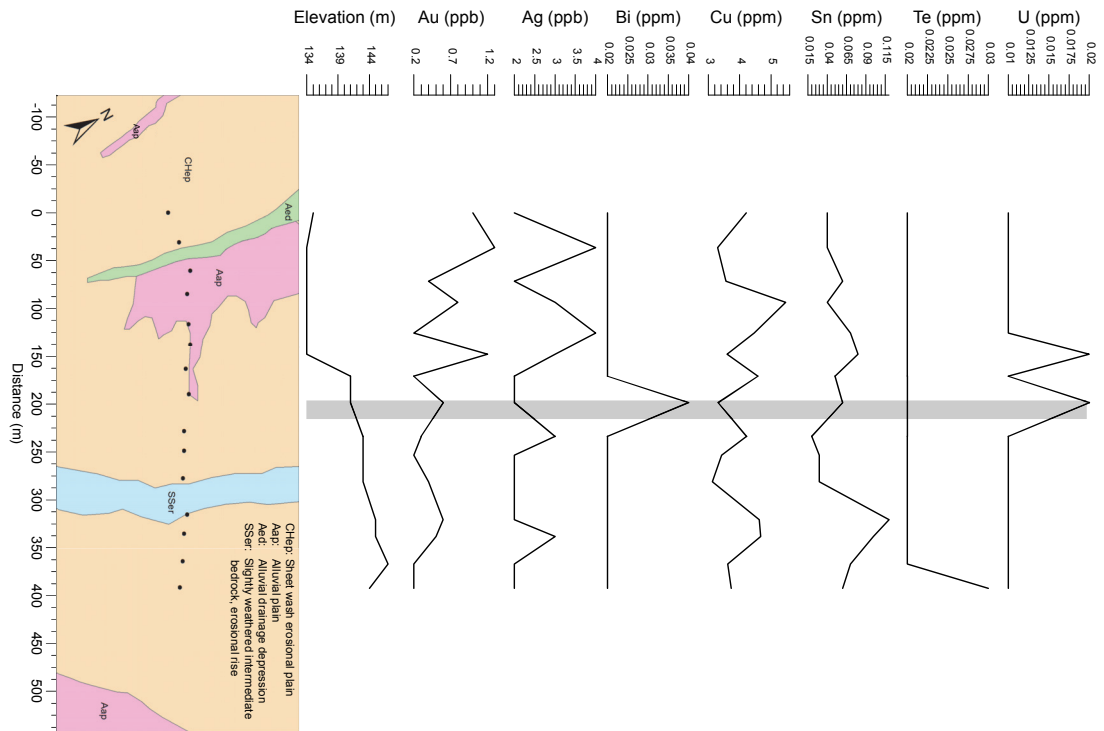 Elevation (m)
Au (ppb)
Ag (ppb)
Bi (ppm)
Cu (ppm)
Sn (ppm)
Te (ppm)
U (ppm)
134
139
144
0.2
0.7
1.2
2
2.5
3
3.5
4
0.02
0.025
0.03
0.035
0.04
3
4
5
0.015
0.04
0.065
0.09
0.115
0.02
0.0225
0.025
0.0275
0.03
0.01
0.0125
0.015
0.0175
0.02
-100
-50
0
50
100
150
200
250
300
350
400
450
500
Distance (m)
N
Aap
CHep
Aed
Aap
SSer
Aap
CHep: Sheet wash erosional plain
Aap: Alluvial plain
Aed: Alluvial drainage depression
SSer: Slightly weathered intermediate
bedrock, erosional rise